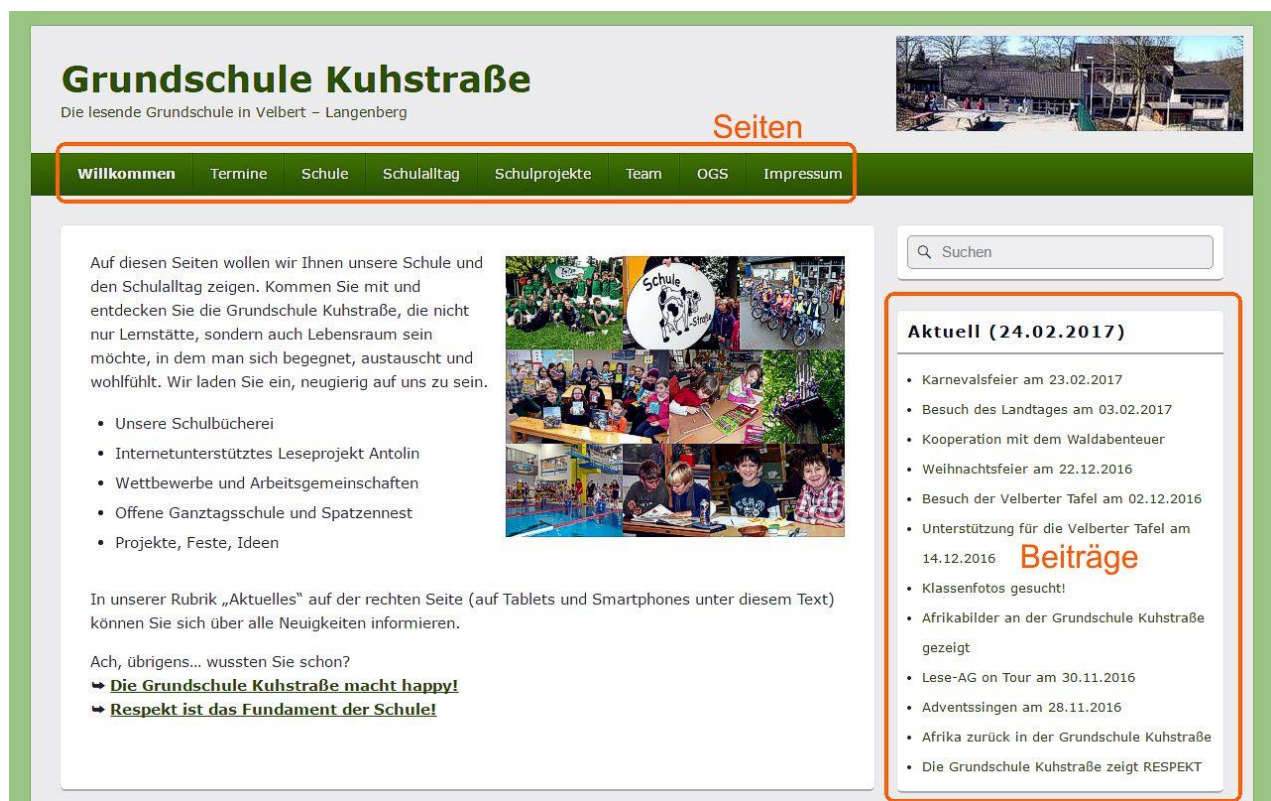 Grundschule Kuhstraße
Die lesende Grundschule in Velbert – Langenberg
Seiten
Willkommen Termine Schule Schulalltag Schulprojekte Team OGS Impressum
Auf diesen Seiten wollen wir Ihnen unsere Schule und
den Schulalltag zeigen. Kommen Sie mit und
entdecken Sie die Grundschule Kuhstraße, die nicht
nur Lernstätte, sondern auch Lebensraum sein
möchte, in dem man sich begegnet, austauscht und
wohlfühlt. Wir laden Sie ein, neugierig auf uns zu sein.
• Unsere Schulbücherei
• Internetunterstütztes Leseprojekt Antolin
• Wettbewerbe und Arbeitsgemeinschaften
• Offene Ganztagsschule und Spatzennest
• Projekte, Feste, Ideen
Schule
-Straße
In unserer Rubrik „Aktuelles“ auf der rechten Seite (auf Tablets und Smartphones unter diesem Text)
können Sie sich über alle Neuigkeiten informieren.
Ach, übrigens... wussten Sie schon?
➥ Die Grundschule Kuhstraße macht happy!
➥ Respekt ist das Fundament der Schule!
Suchen
Aktuell (24.02.2017)
• Karnevalsfeier am 23.02.2017
• Besuch des Landtages am 03.02.2017
• Kooperation mit dem Waldabenteuer
• Weihnachtsfeier am 22.12.2016
• Besuch der Velberter Tafel am 02.12.2016
• Unterstützung für die Velberter Tafel am
14.12.2016
Beiträge
• Klassenfotos gesucht!
• Afrikabilder an der Grundschule Kuhstraße
gezeigt
• Lese-AG on Tour am 30.11.2016
• Adventssingen am 28.11.2016
• Afrika zurück in der Grundschule Kuhstraße
• Die Grundschule Kuhstraße zeigt RESPEKT